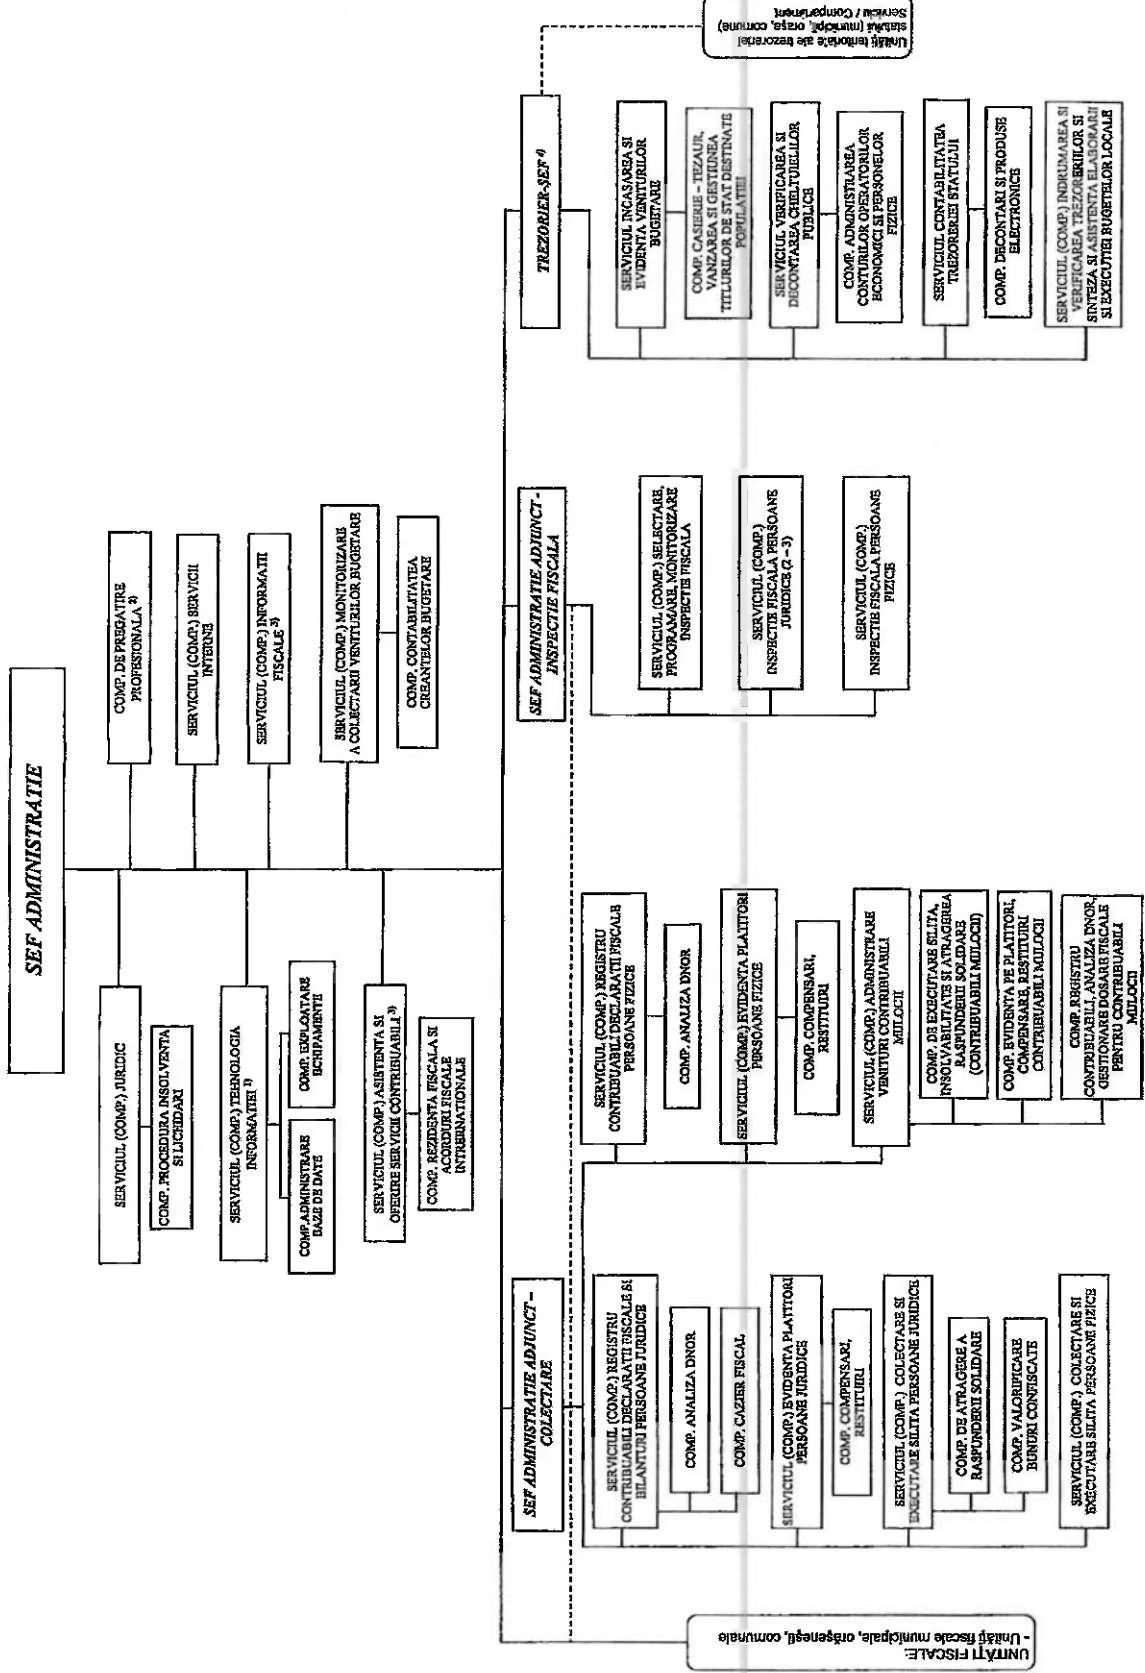 SEF ADMINISTRATIE
SERVICIUL (COMP.) JURIDIC
COMP. PROCEDURA INSOLVENTA
SI LICHIDARI
SERVICIUL (COMP.) TEHNOLOGIA
INFORMATIEI 1)
COMP. ADMINISTRARE
BAZE DE DATE
COMP. EXPLOATARE
ECHIPAMENTE
SERVICIUL (COMP.) ASISTENTA SI
OFERIRE SERVICII CONTRIBUABILI 3)
COMP. REZIDENTA FISCALA SI
ACORDURI FISCALE
INTREBNATIONALE
COMP. DE PREGATIRE
PROFESIONALA 2)
SERVICIUL (COMP.) SERVICII
INTERNE
SERVICIUL (COMP.) INFORMATII
FISCALE 3)
SERVICIUL (COMP.) MONITORIZARE
A COLECTARII VENITURILOR BUGETARE
COMP. CONTABILITATEA
CREANTELOR BUGETARE
SEF ADMINISTRATIE ADJUNCT –
COLECTARE
SERVICIUL (COMP.) REGISTRU
CONTRIBUABILI DECLARATII FISCALE SI
BILANTURI PERSOANE JURIDICE
COMP. ANALIZA DNOR
COMP. CAZIER FISCAL
SERVICIUL (COMP.) EVIDENTA PLATITORI
PERSOANE JURIDICE
COMP. COMPENSARI,
RESTITUIRI
SERVICIUL (COMP.) COLECTARE SI
EXECUTARE SILITA PERSOANE JURIDICE
COMP. DE ATRAGERE A
RASPUNDERII SOLIDARE
COMP. VALORIFICARE
BUNURI CONFISCATE
SERVICIUL (COMP.) COLECTARE SI
EXECUTARE SILITA PERSOANE FIZICE
SERVICIUL (COMP.) REGISTRU
CONTRIBUABILI DECLARATII FISCALE
PERSOANE FIZICE
COMP. ANALIZA DNOR
SERVICIUL (COMP.) EVIDENTA PLATITORI
PERSOANE FIZICE
COMP. COMPENSARI,
RESTITUIRI
SERVICIUL (COMP.) ADMINISTRARE
VENITURI CONTRIBUABILI
MIJLOCII
COMP. DE EXECUTARE SILITA,
INSOLVABILITATE SI ATRAGEREA
RASPUNDERII SOLIDARE
(CONTRIBUABILI MIJLOCII)
COMP. EVIDENTA PE PLATITORI,
COMPENSARE, RESTITUIRI
CONTRIBUABILI MIJLOCII
COMP. REGISTRU
CONTRIBUABILI, ANALIZA DNOR,
GESTIONARE DOSARE FISCALE
PENTRU CONTRIBUABILI
MIJLOCII
SEF ADMINISTRATIE ADJUNCT -
INSPECTIE FISCALA
SERVICIUL (COMP.) SELECTARE,
PROGRAMARE, MONITORIZARE
INSPECTIE FISCALA
SERVICIUL (COMP.)
INSPECTIE FISCALA PERSOANE
JURIDICE (2 – 3)
SERVICIUL (COMP.)
INSPECTIE FISCALA PERSOANE
FIZICE
TREZORIER-ȘEF 4)
SERVICIUL INCASAREA SI
EVIDENTA VENITURILOR
BUGETARE
COMP. CASIERIE – TEZAUR,
VANZAREA SI GESTIUNEA
TITLURILOR DE STAT DESTINATE
POPULATIEI
SERVICIUL VERIFICAREA SI
DECONTAREA CHELTUIELILOR
PUBLICE
COMP. ADMINISTRAREA
CONTURILOR OPERATORILOR
ECONOMICI SI PERSONELOR
FIZICE
SERVICIUL CONTABILITATEA
TREZORERIEI STATULUI
COMP. DECONTARI SI PRODUSE
ELECTRONICE
SERVICIUL (COMP) INDRUMAREA SI
VERIFICAREA TREZORERIILOR SI
SINTEZA SI ASISTENTA ELABORARII
SI EXECUTIEI BUGETELOR LOCALE
UNITĂȚI FISCALE:
- Unități fiscale municipale, orășenești, comunale
Unități teritoriale ale trezoreriei
statului (municipii, orașe, comune)
Serviciu / Compartiment